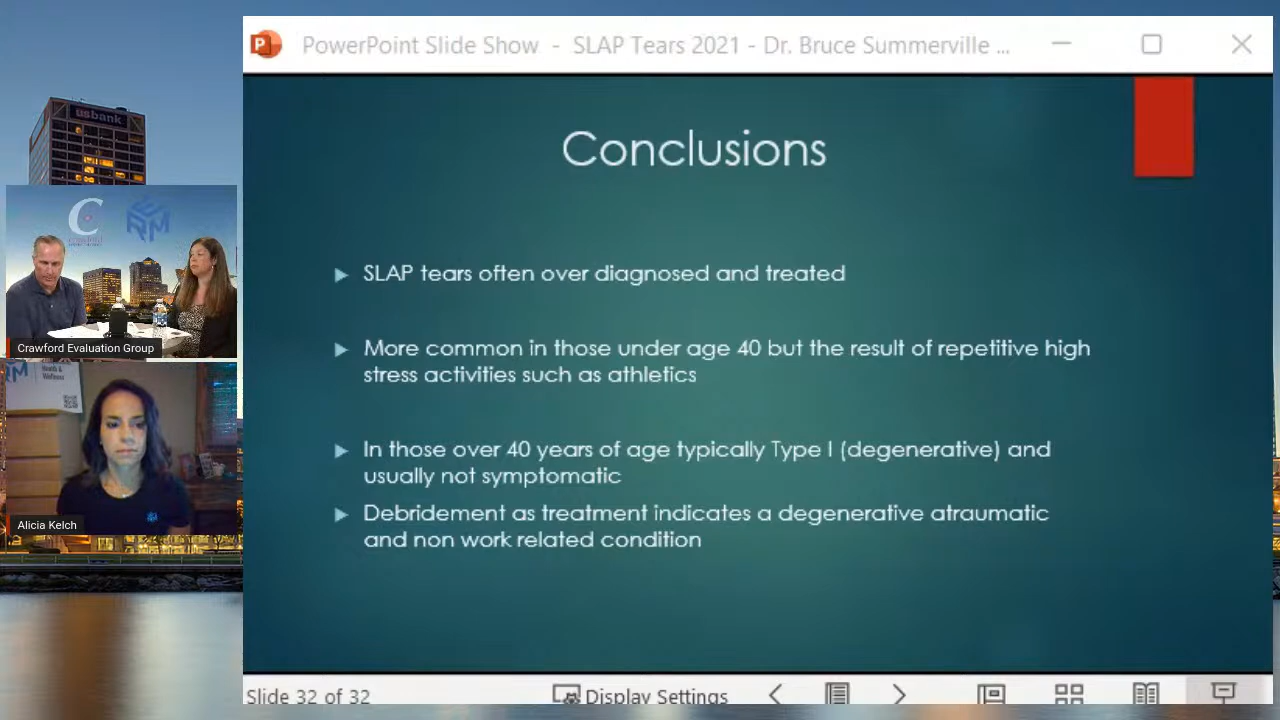 PowerPoint Slide Show - SLAP Tears 2021 - Dr. Bruce Summerville ...
Conclusions
SLAP tears often over diagnosed and treated
More common in those under age 40 but the result of repetitive high
stress activities such as athletics
In those over 40 years of age typically Type I (degenerative) and
usually not symptomatic
Debridement as treatment indicates a degenerative atraumatic
and non work related condition
Slide 32 of 32
Display Settings
usbank
Crawford Evaluation Group
Health &
Wellness
Alicia Kelch